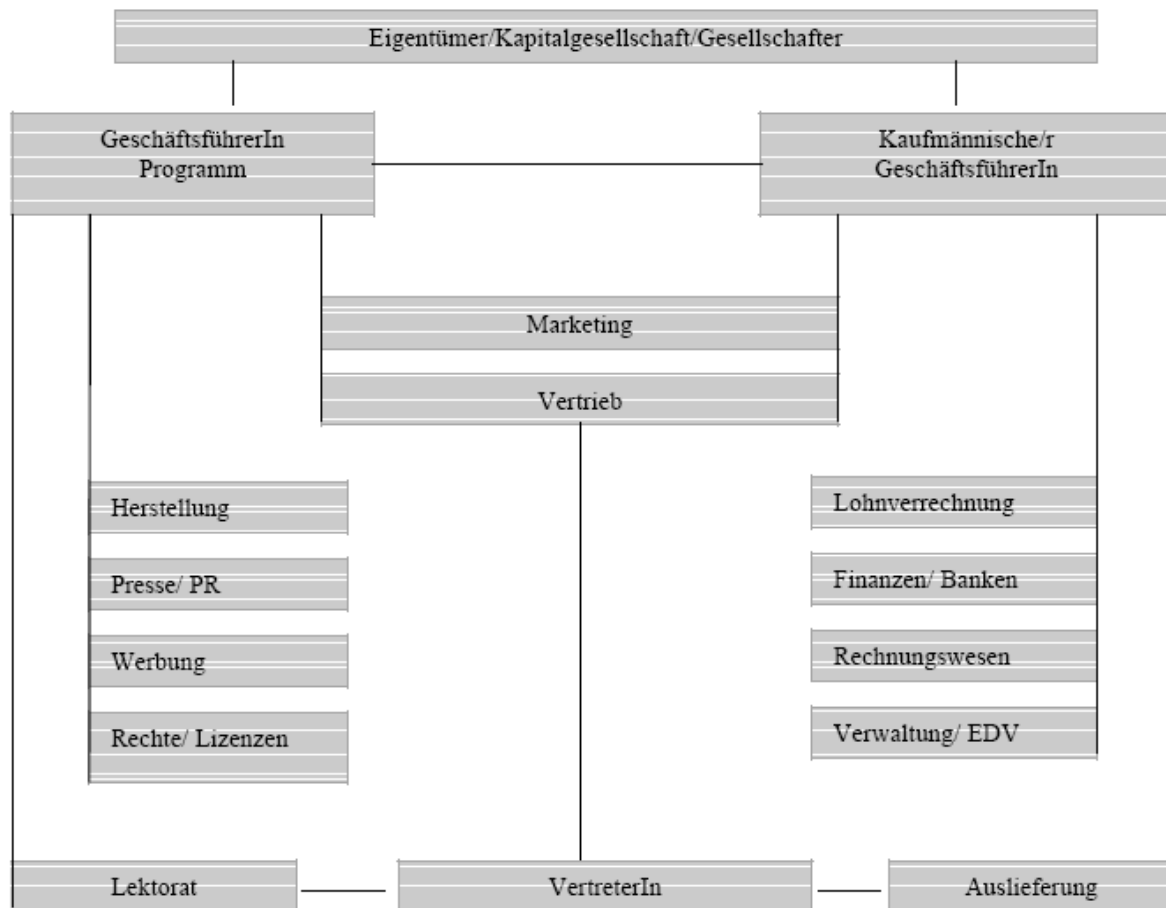 Eigentümer/Kapitalgesellschaft/Gesellschafter
GeschäftsführerIn
Programm
Kaufmännische/r
GeschäftsführerIn
Marketing
Vertrieb
Herstellung
Presse/ PR
Werbung
Rechte/ Lizenzen
Lohnverrechnung
Finanzen/ Banken
Rechnungswesen
Verwaltung/ EDV
Lektorat
VertreterIn
Auslieferung